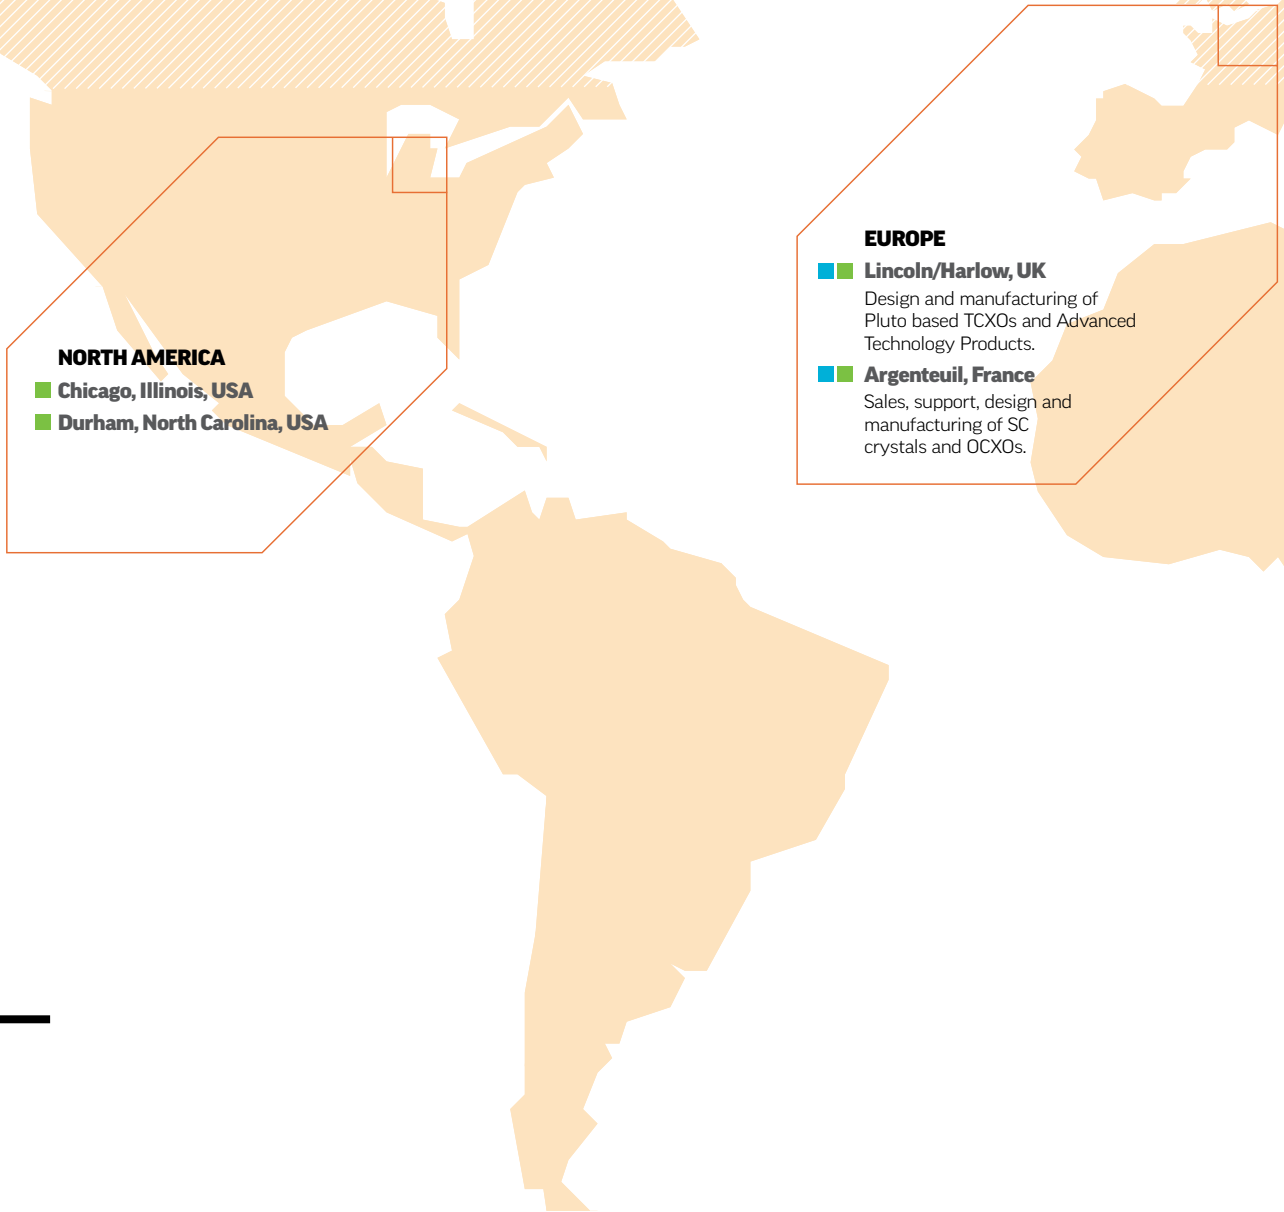 NORTH AMERICA
Chicago, Illinois, USA
Durham, North Carolina, USA
EUROPE
Lincoln/Harlow, UK
Design and manufacturing of
Pluto based TCXOs and Advanced
Technology Products.
Argenteuil, France
Sales, support, design and
manufacturing of SC
crystals and OCXOs.